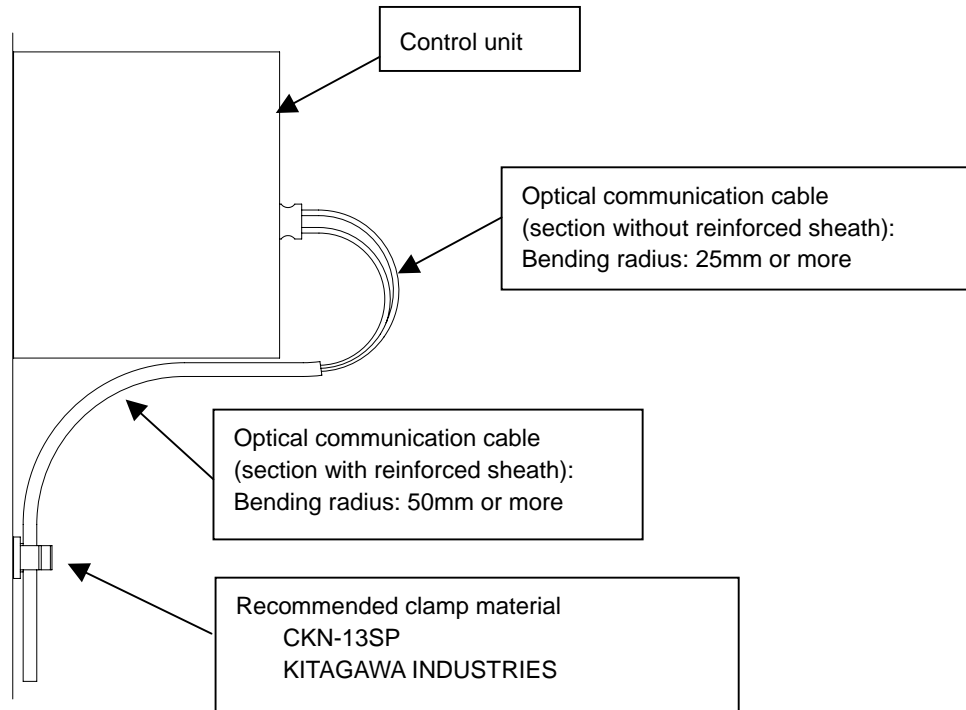 Control unit
Optical communication cable
(section without reinforced sheath):
Bending radius: 25mm or more
Optical communication cable
(section with reinforced sheath):
Bending radius: 50mm or more
Recommended clamp material
CKN-13SP
KITAGAWA INDUSTRIES